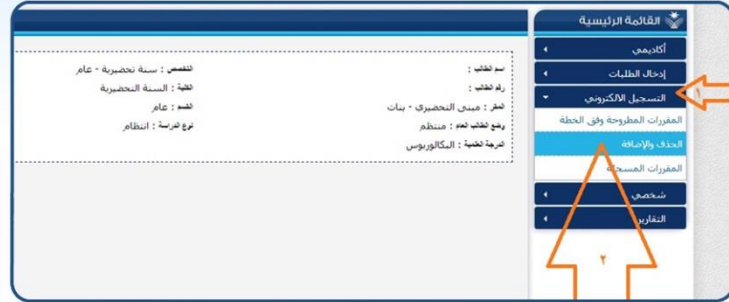 القائمة الرئيسية
أكاديمي
إدخال الطلبات
التسجيل الالكتروني
١
المقررات المطروحة وفق الخطة
الحذف والإضافة
المقررات المسجلة
شخصي
التقارير
٢
اسم الطالب :
التخصص : سنة تحضيرية - عام
رقم الطالب :
الكلية : السنة التحضيرية
المقر : مبنى التحضيري - بنات
القسم : عام
وضع الطالب العام : منتظم
نوع الدراسة : انتظام
الدرجة العلمية : البكالوريوس